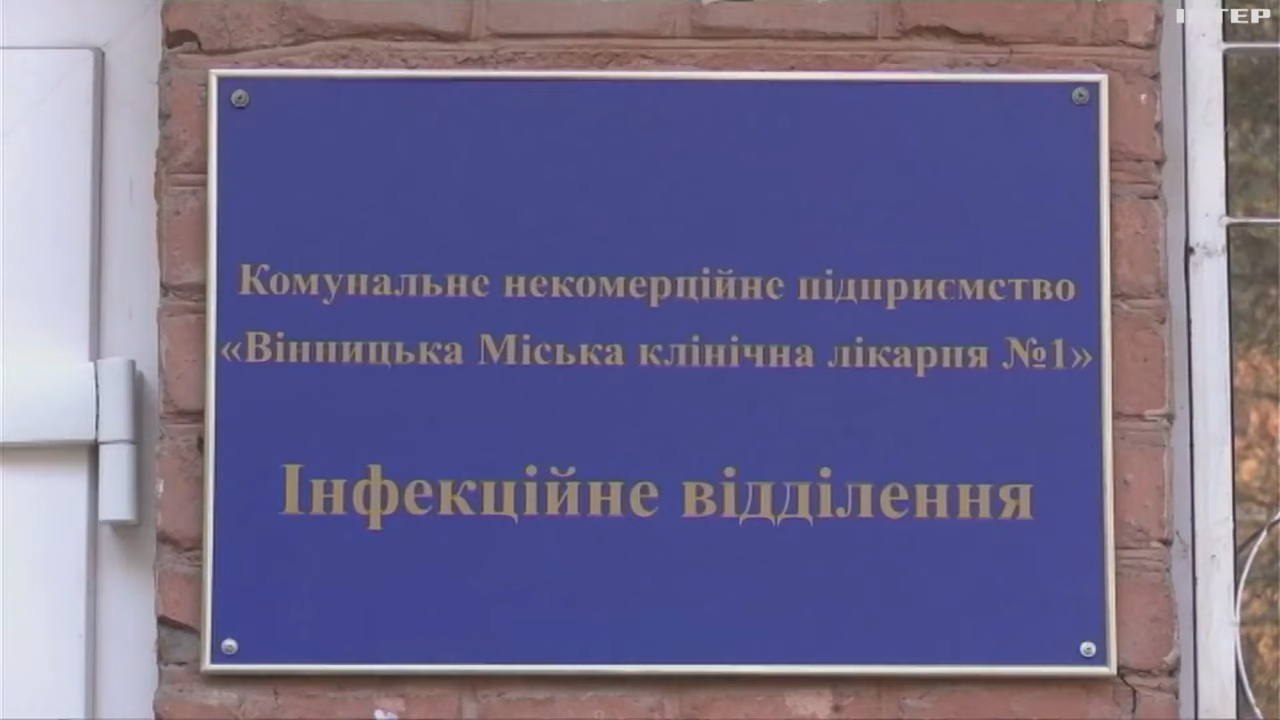 ІНТЕР
Комунальне некомерційне підприємство
«Вінницька Міська клінічна лікарня №1»
Інфекційне відділення